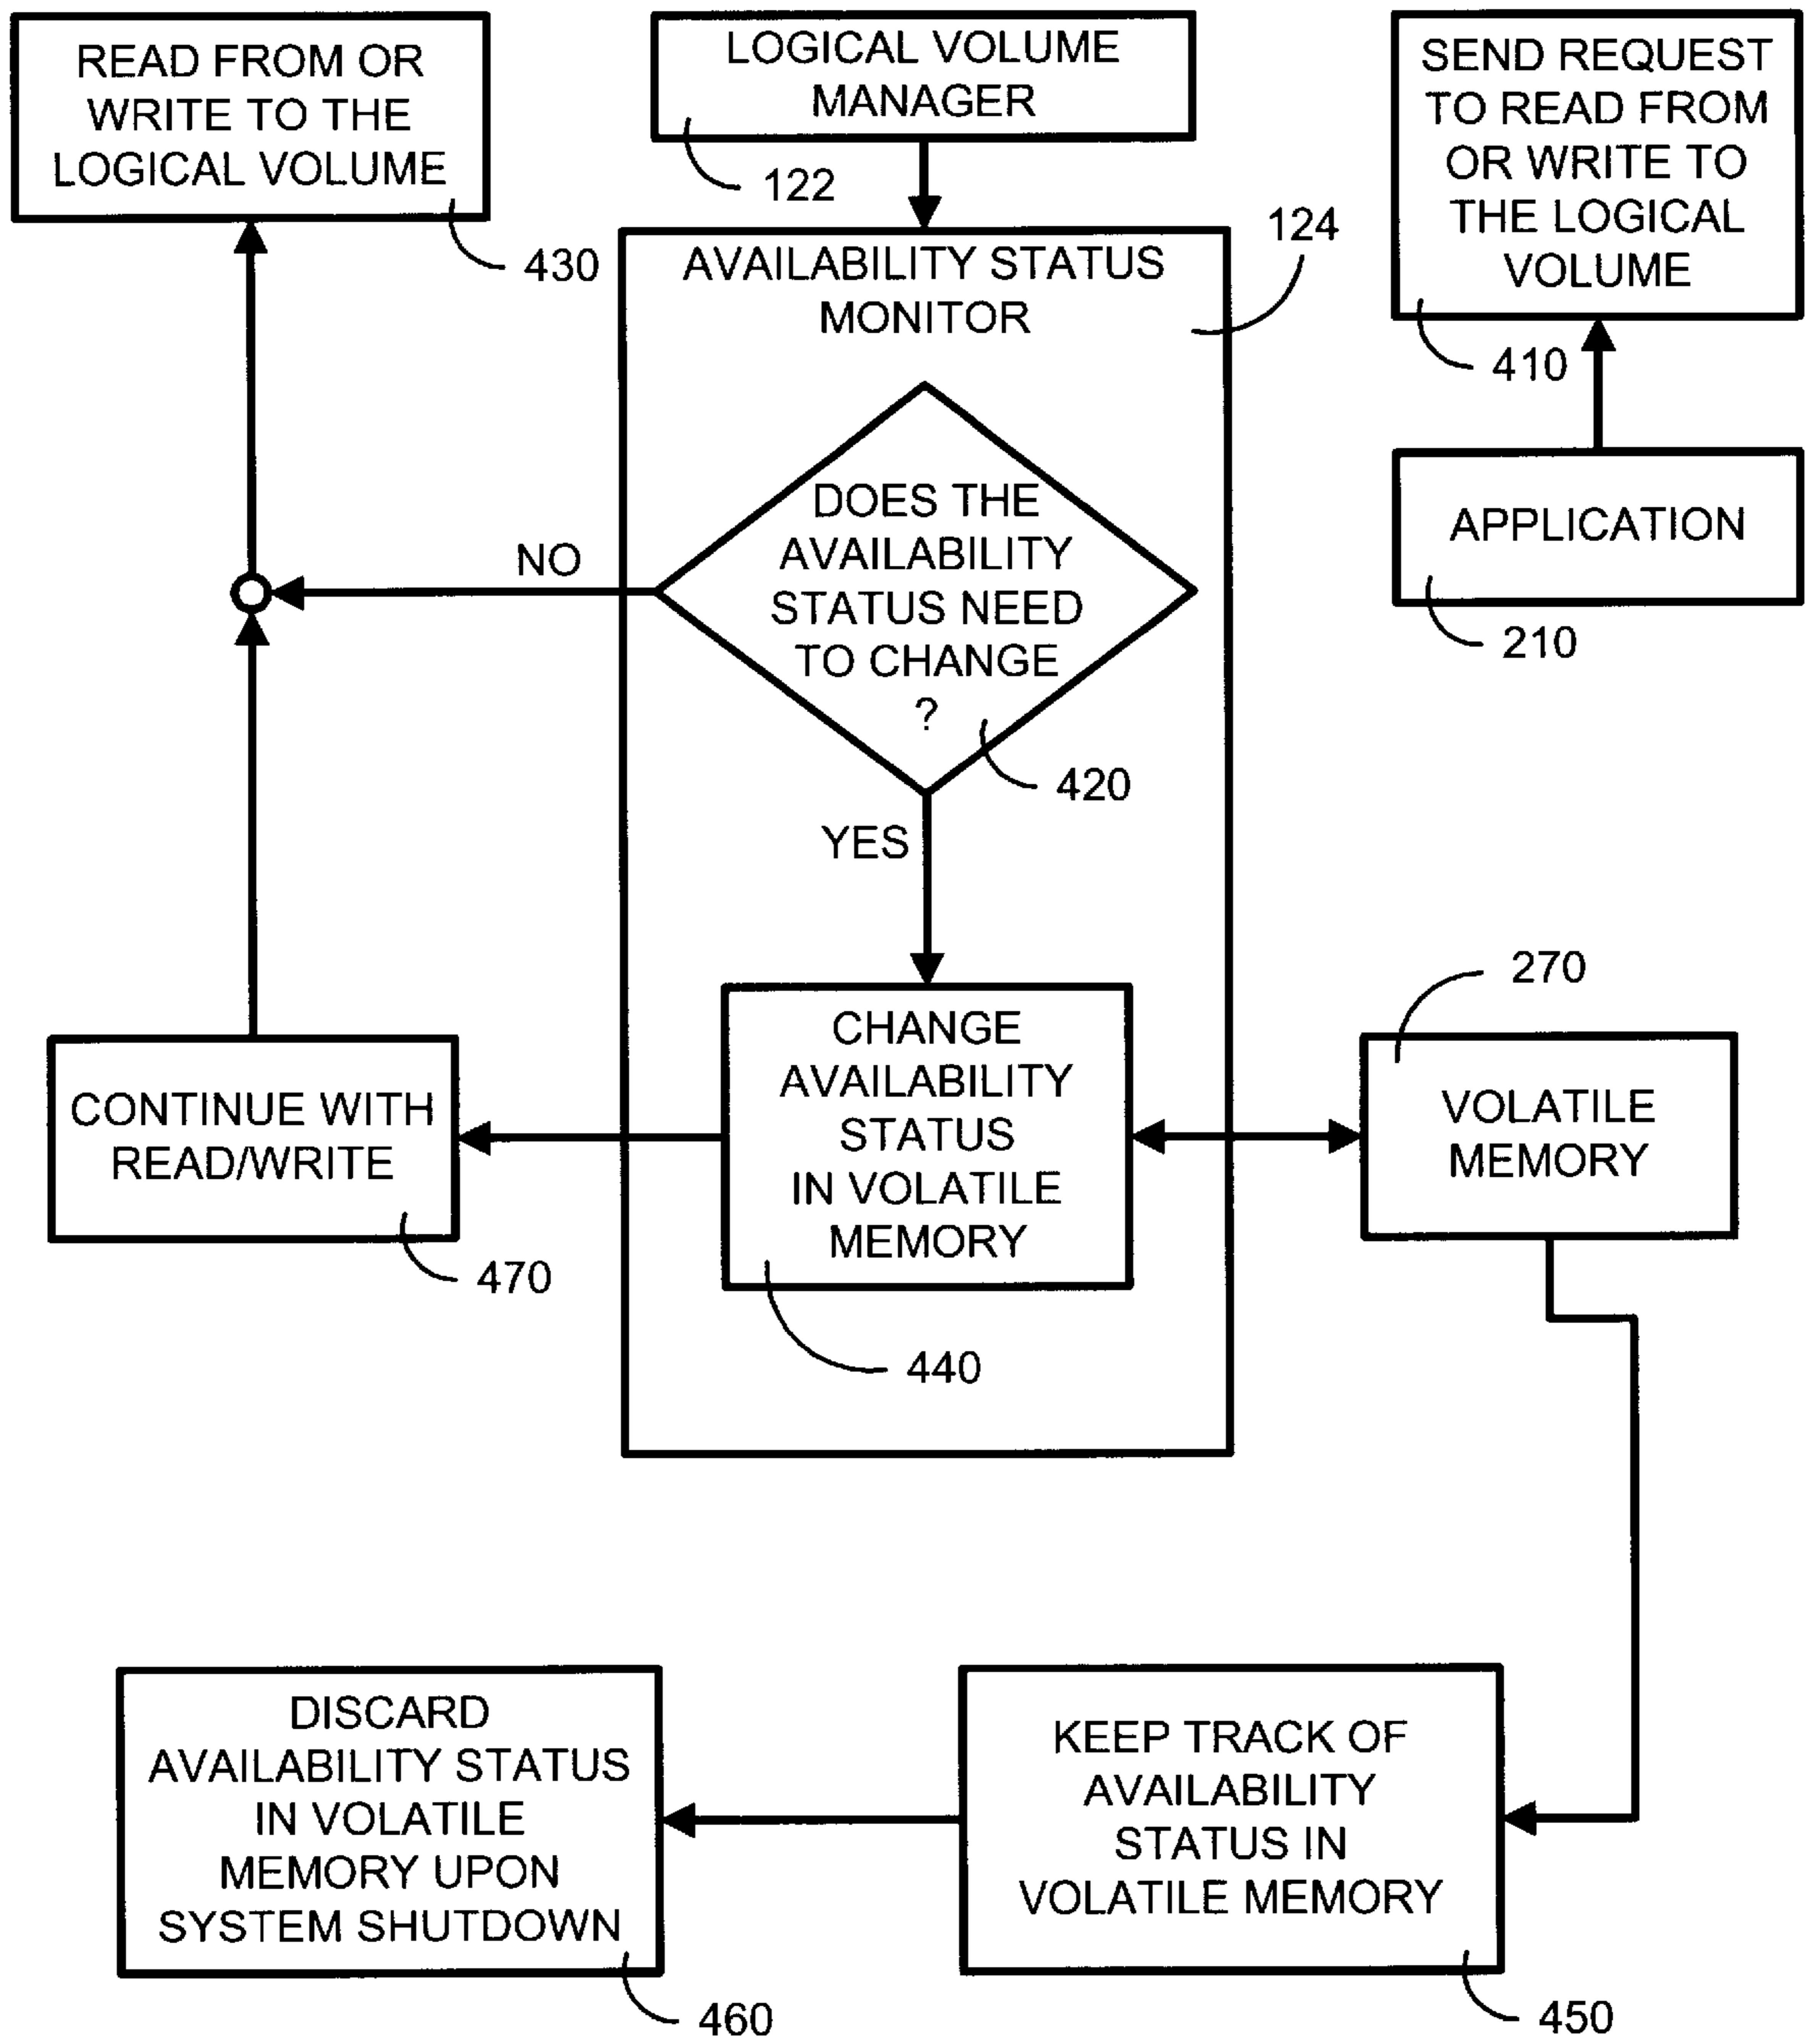 READ FROM OR
WRITE TO THE
LOGICAL VOLUME
430
LOGICAL VOLUME
MANAGER
122
SEND REQUEST
TO READ FROM
OR WRITE TO
THE LOGICAL
VOLUME
410
124
AVAILABILITY STATUS
MONITOR
APPLICATION
210
DOES THE
AVAILABILITY
STATUS NEED
TO CHANGE
?
420
NO
YES
CHANGE
AVAILABILITY
STATUS
IN VOLATILE
MEMORY
440
270
VOLATILE
MEMORY
CONTINUE WITH
READ/WRITE
470
DISCARD
AVAILABILITY STATUS
IN VOLATILE
MEMORY UPON
SYSTEM SHUTDOWN
460
KEEP TRACK OF
AVAILABILITY
STATUS IN
VOLATILE MEMORY
450